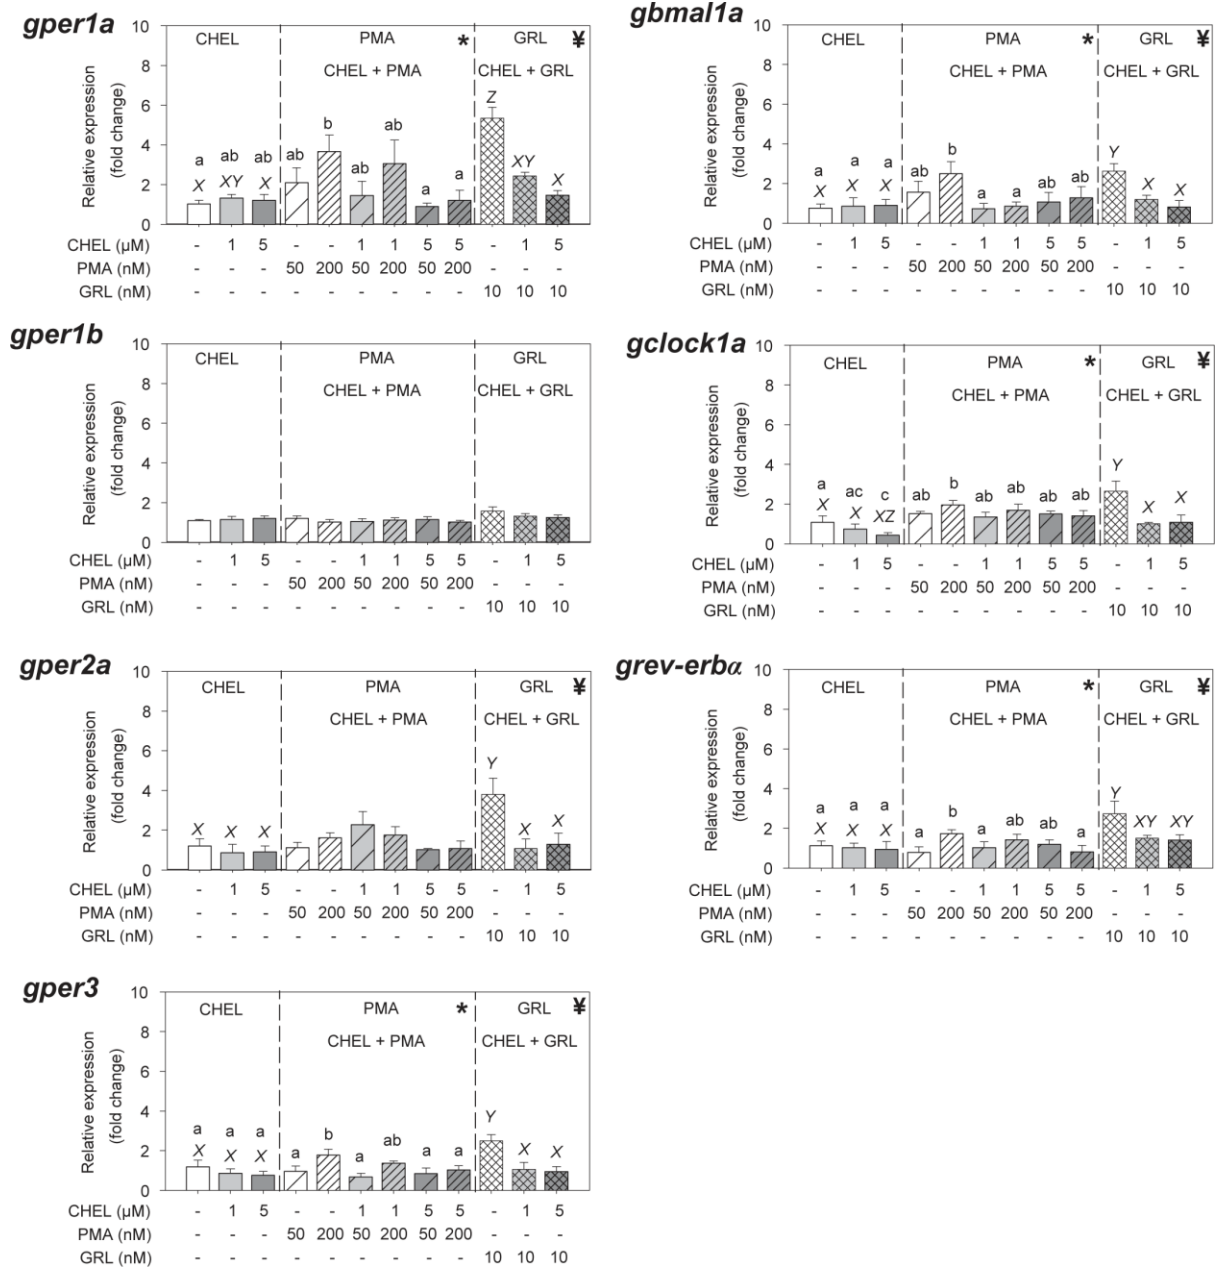 gper1a
10
8
6
4
2
0
Relative expression
(fold change)
CHEL
PMA *
CHEL + PMA
GRL ¥
CHEL + GRL
a ab ab ab b ab ab a a Z XY X
X XY X
CHEL (µM) - 1 5 - - 1 1 5 5 - 1 5
PMA (nM) - - - 50 200 50 200 50 200 - - -
GRL (nM) - - - - - - - - - 10 10 10
gper1b
10
8
6
4
2
0
Relative expression
(fold change)
CHEL
PMA
CHEL + PMA
GRL
CHEL + GRL
CHEL (µM) - 1 5 - - 1 1 5 5 - 1 5
PMA (nM) - - - 50 200 50 200 50 200 - - -
GRL (nM) - - - - - - - - - 10 10 10
gper2a
10
8
6
4
2
0
Relative expression
(fold change)
CHEL
PMA
CHEL + PMA
GRL ¥
CHEL + GRL
X X X Y X X
CHEL (µM) - 1 5 - - 1 1 5 5 - 1 5
PMA (nM) - - - 50 200 50 200 50 200 - - -
GRL (nM) - - - - - - - - - 10 10 10
gper3
10
8
6
4
2
0
Relative expression
(fold change)
CHEL
PMA *
CHEL + PMA
GRL ¥
CHEL + GRL
a a a a b a ab a a Y X X
X X X
CHEL (µM) - 1 5 - - 1 1 5 5 - 1 5
PMA (nM) - - - 50 200 50 200 50 200 - - -
GRL (nM) - - - - - - - - - 10 10 10
gbmal1a
10
8
6
4
2
0
Relative expression
(fold change)
CHEL
PMA *
CHEL + PMA
GRL ¥
CHEL + GRL
a a a ab b a a ab ab Y X X
X X X
CHEL (µM) - 1 5 - - 1 1 5 5 - 1 5
PMA (nM) - - - 50 200 50 200 50 200 - - -
GRL (nM) - - - - - - - - - 10 10 10
gclock1a
10
8
6
4
2
0
Relative expression
(fold change)
CHEL
PMA *
CHEL + PMA
GRL ¥
CHEL + GRL
a ac c ab b ab ab ab ab Y X X
X X XZ
CHEL (µM) - 1 5 - - 1 1 5 5 - 1 5
PMA (nM) - - - 50 200 50 200 50 200 - - -
GRL (nM) - - - - - - - - - 10 10 10
grev-erbα
10
8
6
4
2
0
Relative expression
(fold change)
CHEL
PMA *
CHEL + PMA
GRL ¥
CHEL + GRL
a a a a b a ab ab a Y XY XY
X X X
CHEL (µM) - 1 5 - - 1 1 5 5 - 1 5
PMA (nM) - - - 50 200 50 200 50 200 - - -
GRL (nM) - - - - - - - - - 10 10 10